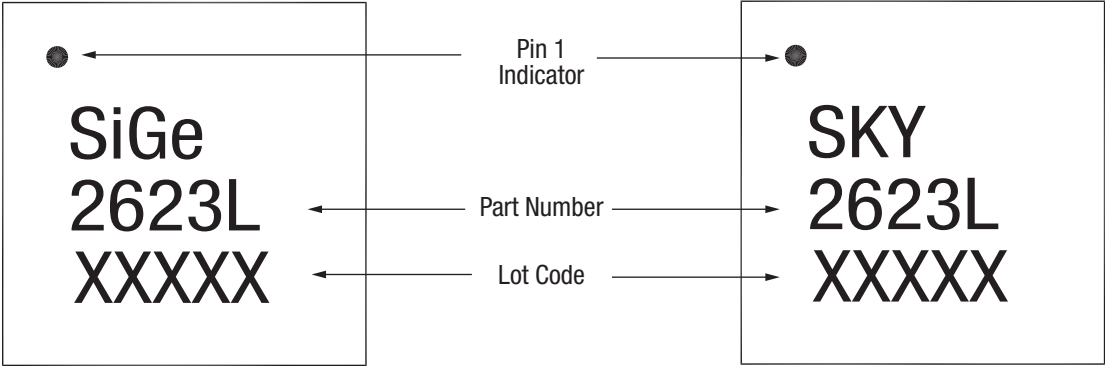 Pin 1
Indicator
SiGe
2623L
XXXXX
Part Number
Lot Code
SKY
2623L
XXXXX